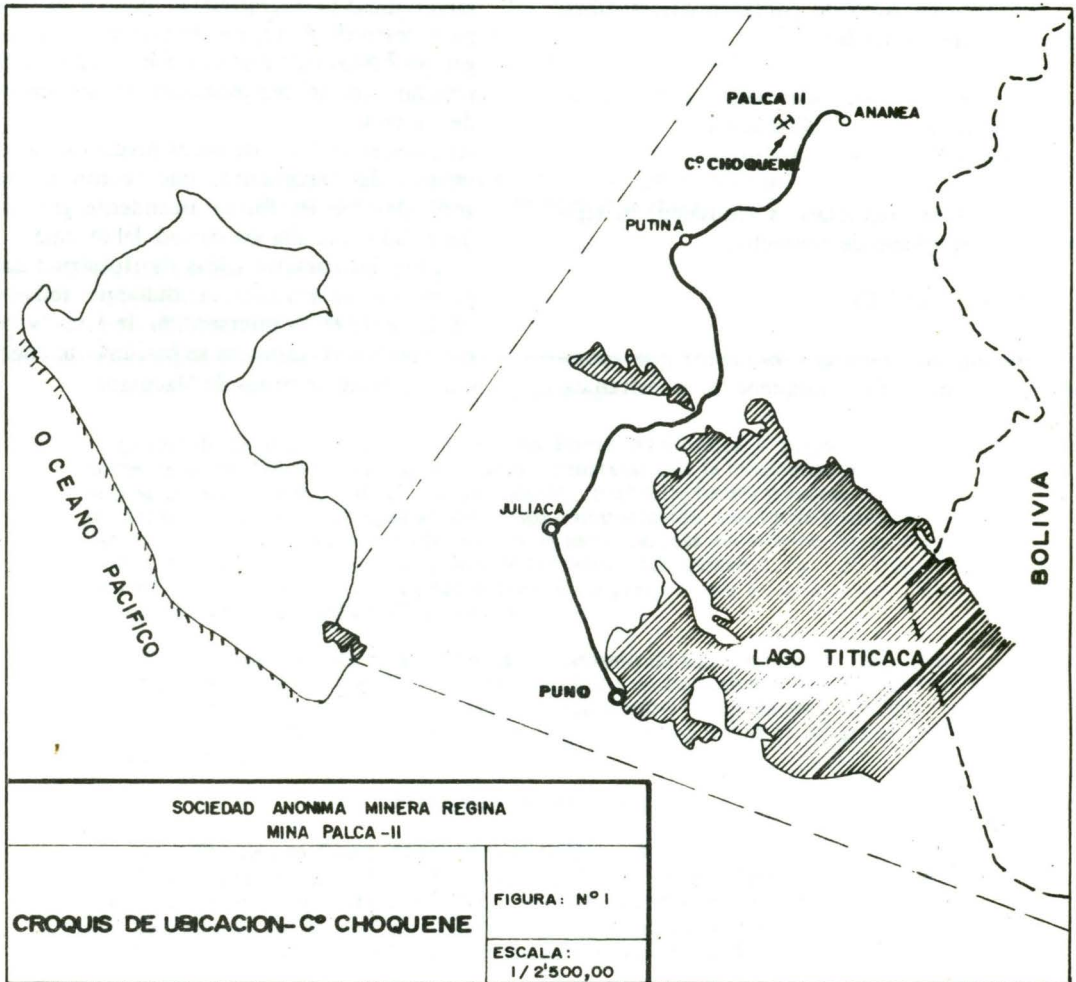 PALCA II
ANANEA
Cº CHOQUENE
PUTINA
JULIACA
BOLIVIA
O CEANO PACIFICO
LAGO TITICACA
PUNO
SOCIEDAD ANONIMA MINERA REGINA
MINA PALCA-II
CROQUIS DE UBICACION-Cº CHOQUENE
FIGURA: Nº I
ESCALA:
1/2'500,00